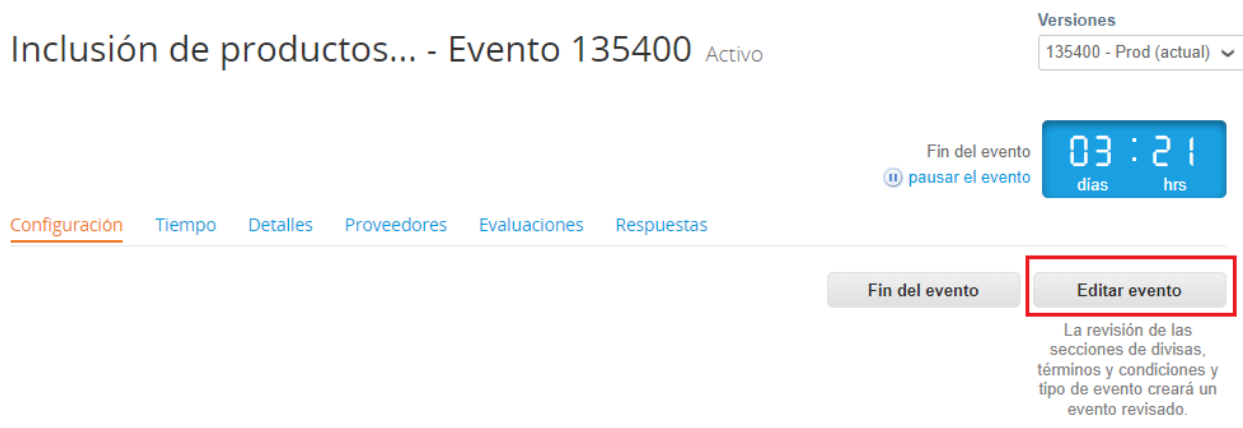 Versiones
Inclusión de productos... - Evento 135400 Activo
135400 - Prod (actual)
Fin del evento
pausar el evento
03 : 21
días hrs
Configuración Tiempo Detalles Proveedores Evaluaciones Respuestas
Fin del evento Editar evento
La revisión de las
secciones de divisas,
términos y condiciones y
tipo de evento creará un
evento revisado.